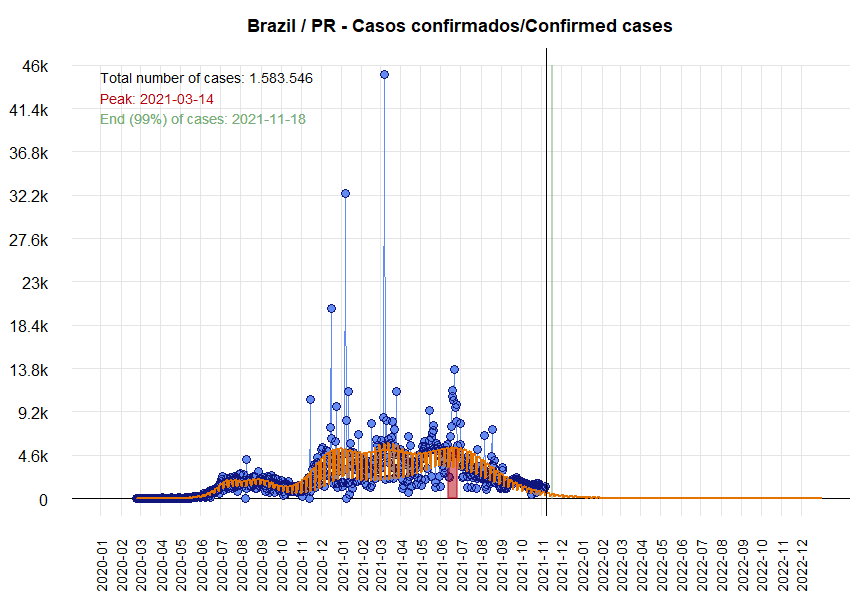 Brazil / PR - Casos confirmados/Confirmed cases
Total number of cases: 1.583.546
Peak: 2021-03-14
End (99%) of cases: 2021-11-18
46k
41.4k
36.8k
32.2k
27.6k
23k
18.4k
13.8k
9.2k
4.6k
0
2020-01
2020-02
2020-03
2020-04
2020-05
2020-06
2020-07
2020-08
2020-09
2020-10
2020-11
2020-12
2021-01
2021-02
2021-03
2021-04
2021-05
2021-06
2021-07
2021-08
2021-09
2021-10
2021-11
2021-12
2022-01
2022-02
2022-03
2022-04
2022-05
2022-06
2022-07
2022-08
2022-09
2022-10
2022-11
2022-12